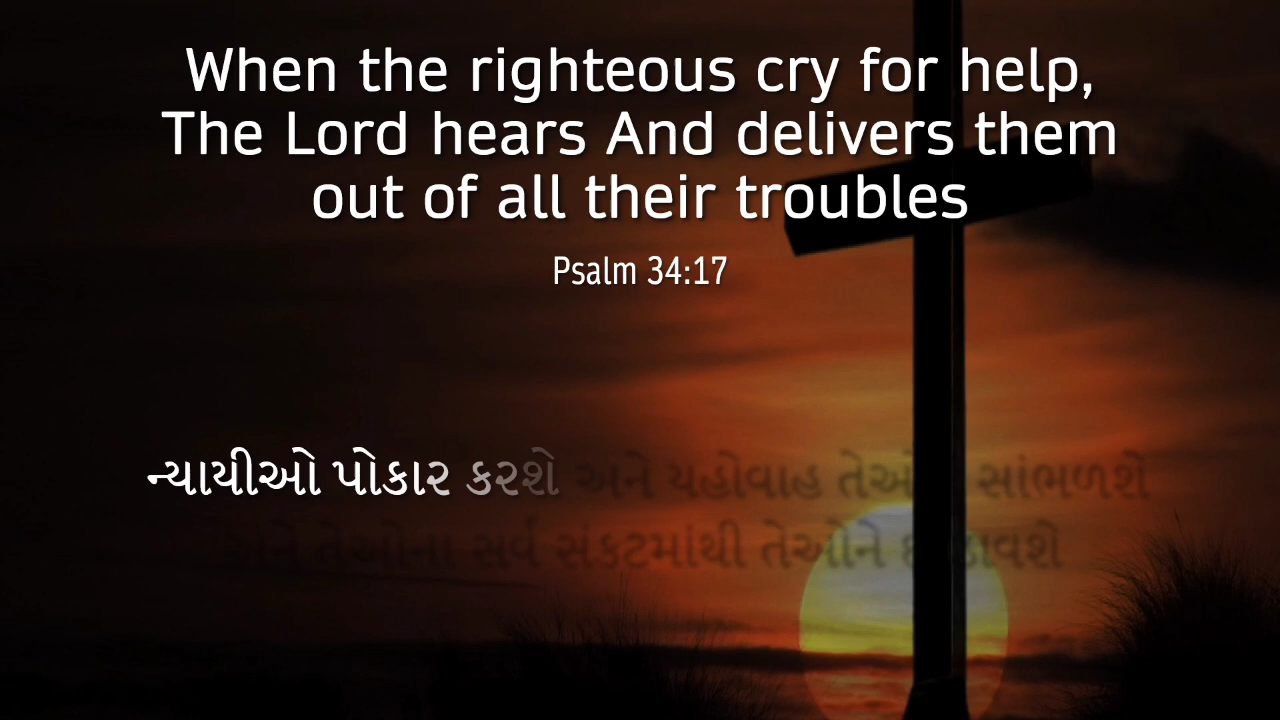 When the righteous cry for help,
The Lord hears And delivers them
out of all their troubles
Psalm 34:17
ન્યાયીઓ પોકાર કરશે અને યહોવાહ સાંભળશે
તેઓના સર્વ સંકટમાંથી તેઓને